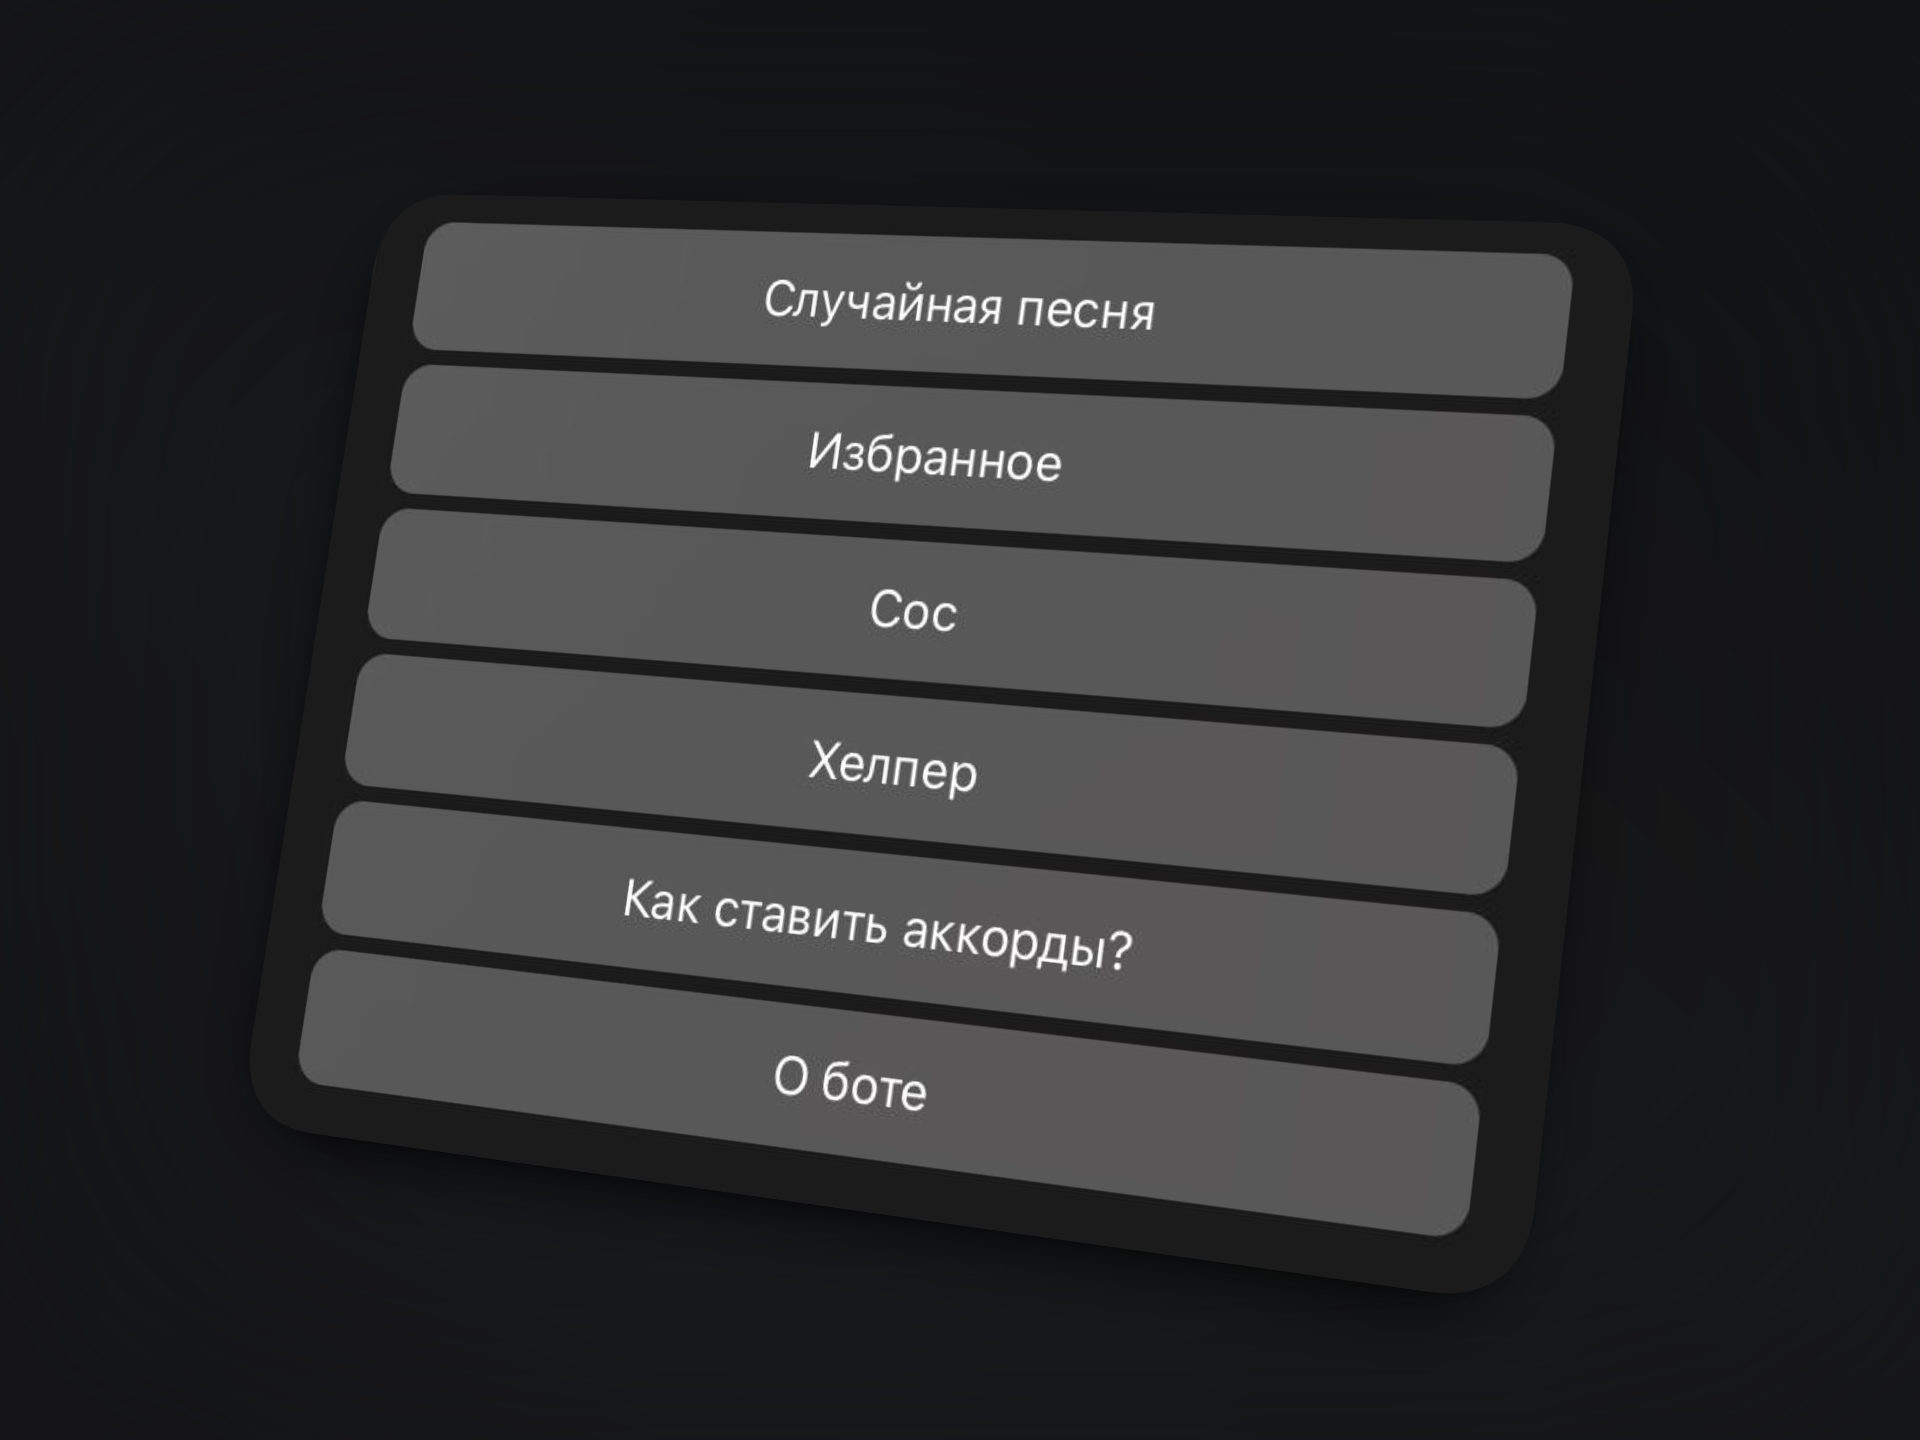 Случайная песня
Избранное
Сос
Хелпер
Как ставить аккорды?
О боте